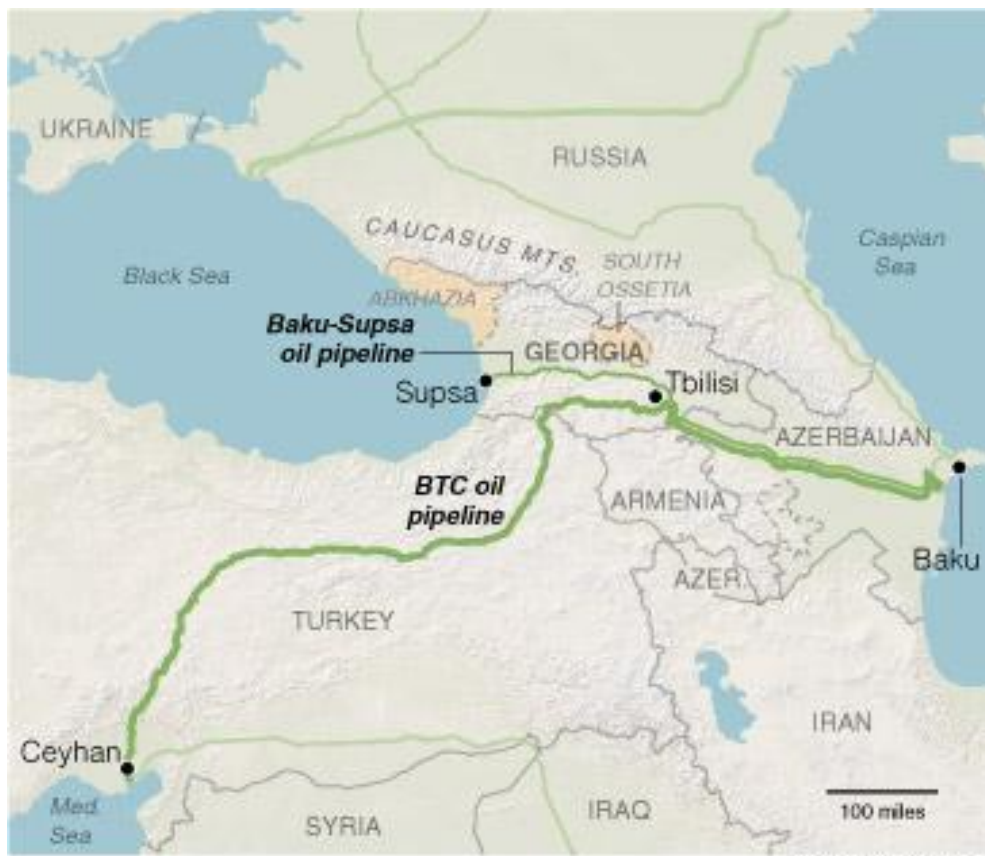 UKRAINE
RUSSIA
CAUCASUS MTS.
Caspian
Sea
Black Sea
SOUTH
OSSETIA
ABKHAZIA
Baku-Supsa
oil pipeline
GEORGIA
Supsa
Tbilisi
AZERBAIJAN
BTC oil
pipeline
ARMENIA
Baku
AZER.
TURKEY
IRAN
Ceyhan
Med.
Sea
SYRIA
IRAQ
100 miles